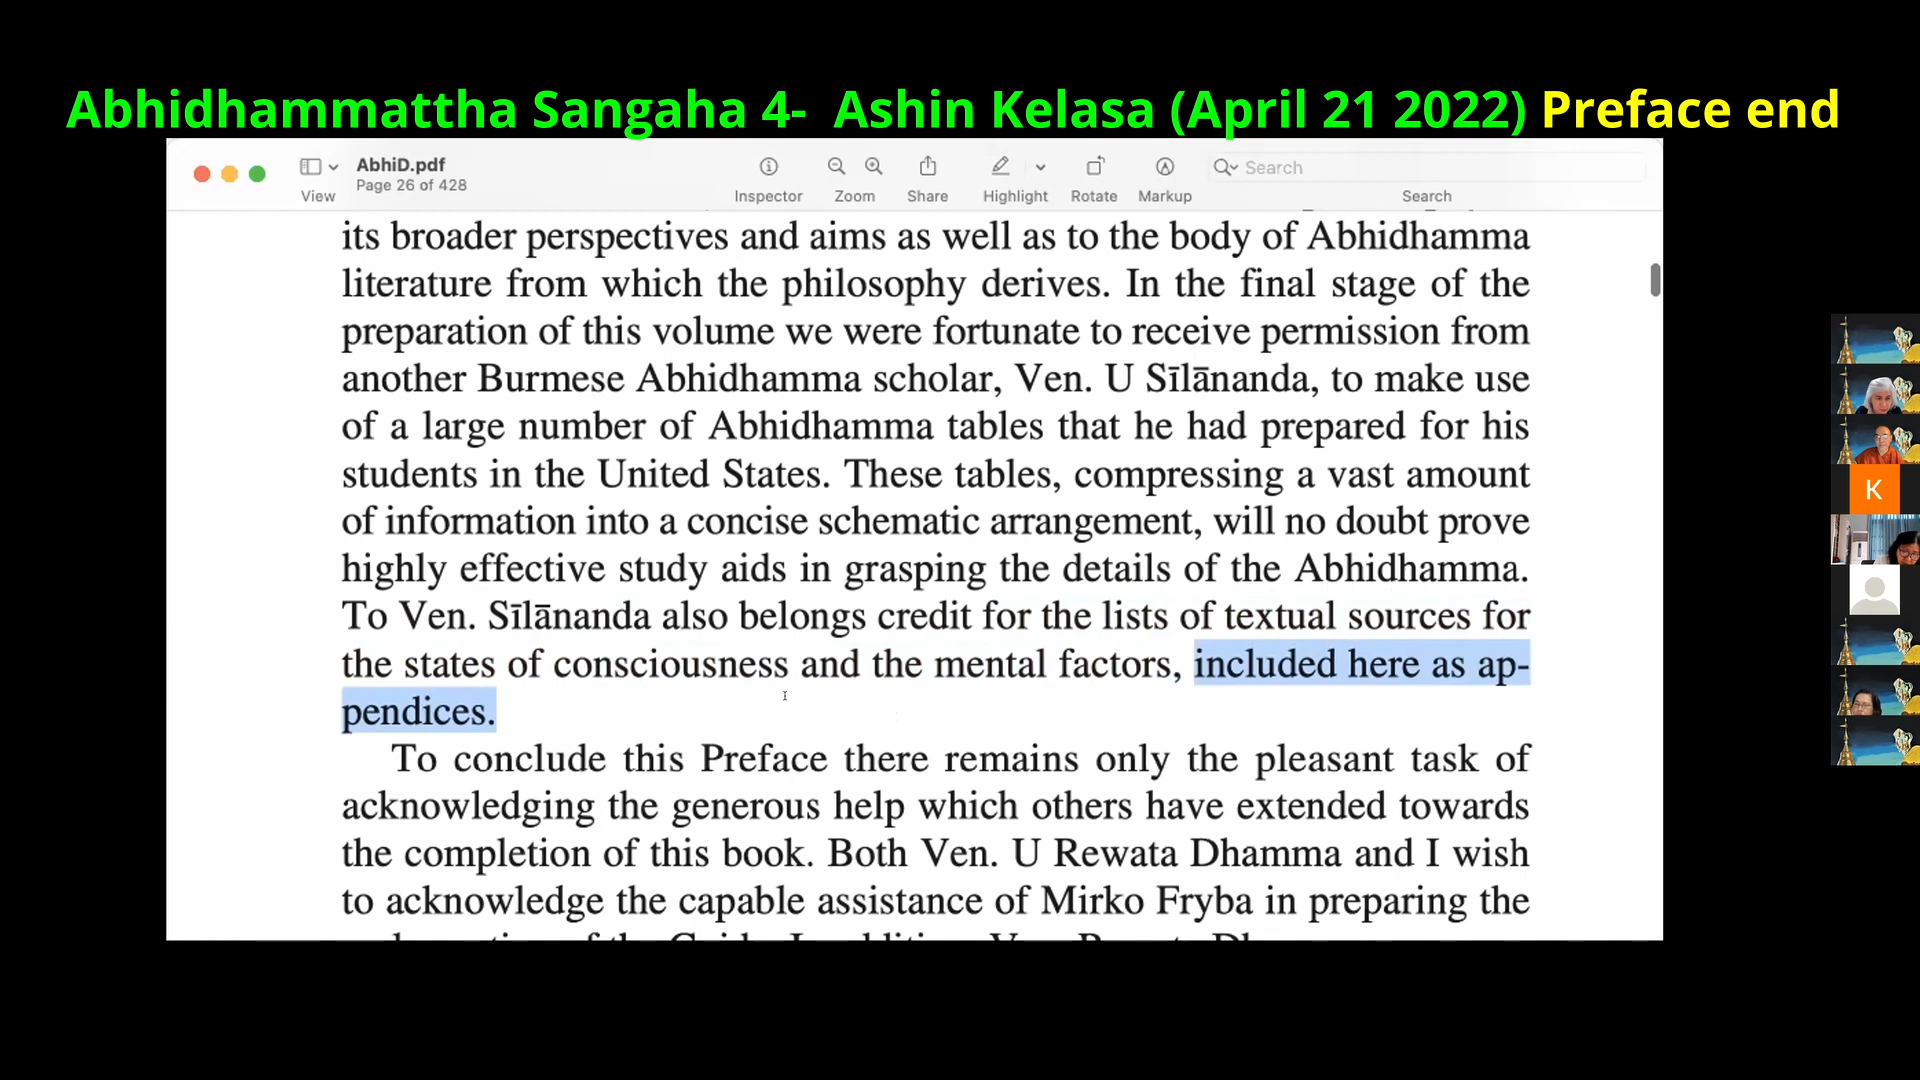 Abhidhammattha Sangaha 4-  Ashin Kelasa (April 21 2022) Preface end
AbhiD.pdf
Page 26 of 428
View
Inspector
Zoom
Share
Highlight
Rotate
Markup
Search
Search
its broader perspectives and aims as well as to the body of Abhidhamma
literature from which the philosophy derives. In the final stage of the
preparation of this volume we were fortunate to receive permission from
another Burmese Abhidhamma scholar, Ven. U Sīlānanda, to make use
of a large number of Abhidhamma tables that he had prepared for his
students in the United States. These tables, compressing a vast amount
of information into a concise schematic arrangement, will no doubt prove
highly effective study aids in grasping the details of the Abhidhamma.
To Ven. Sīlānanda also belongs credit for the lists of textual sources for
the states of consciousness and the mental factors, included here as ap-
pendices.
To conclude this Preface there remains only the pleasant task of
acknowledging the generous help which others have extended towards
the completion of this book. Both Ven. U Rewata Dhamma and I wish
to acknowledge the capable assistance of Mirko Fryba in preparing the
K